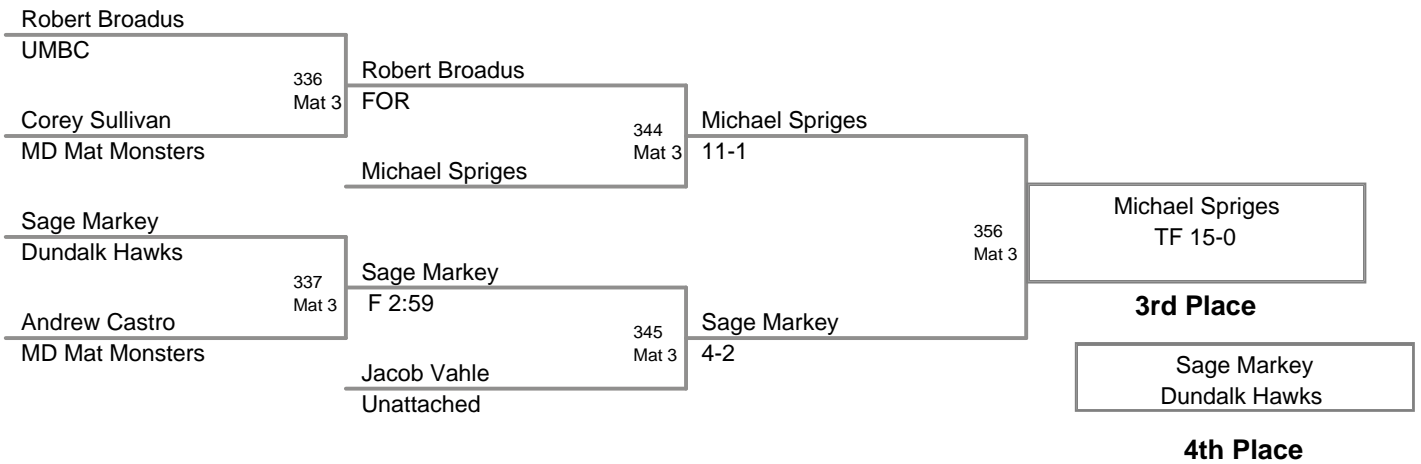 Robert Broadus
UMBC
336
Mat 3
Corey Sullivan
MD Mat Monsters
Robert Broadus
FOR
344
Mat 3
Michael Spriges
Michael Spriges
11-1
Sage Markey
Dundalk Hawks
337
Mat 3
Andrew Castro
MD Mat Monsters
Sage Markey
F 2:59
345
Mat 3
Jacob Vahle
Unattached
Sage Markey
4-2
356
Mat 3
Michael Spriges
TF 15-0
3rd Place
Sage Markey
Dundalk Hawks
4th Place